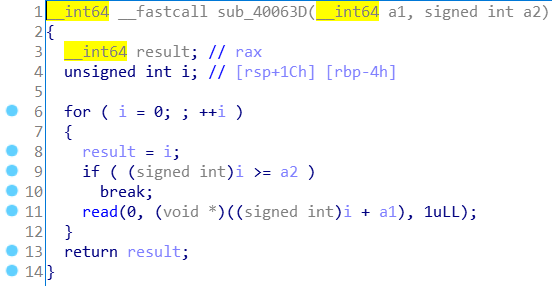 1 __int64 __fastcall sub_40063D(__int64 a1, signed int a2)
2 {
3 __int64 result; // rax
4 unsigned int i; // [rsp+1Ch] [rbp-4h]
5
6 for ( i = 0; ; ++i )
7 {
8 result = i;
9 if ( (signed int)i >= a2 )
10 break;
11 read(0, (void *)((signed int)i + a1), 1uLL);
12 }
13 return result;
14 }